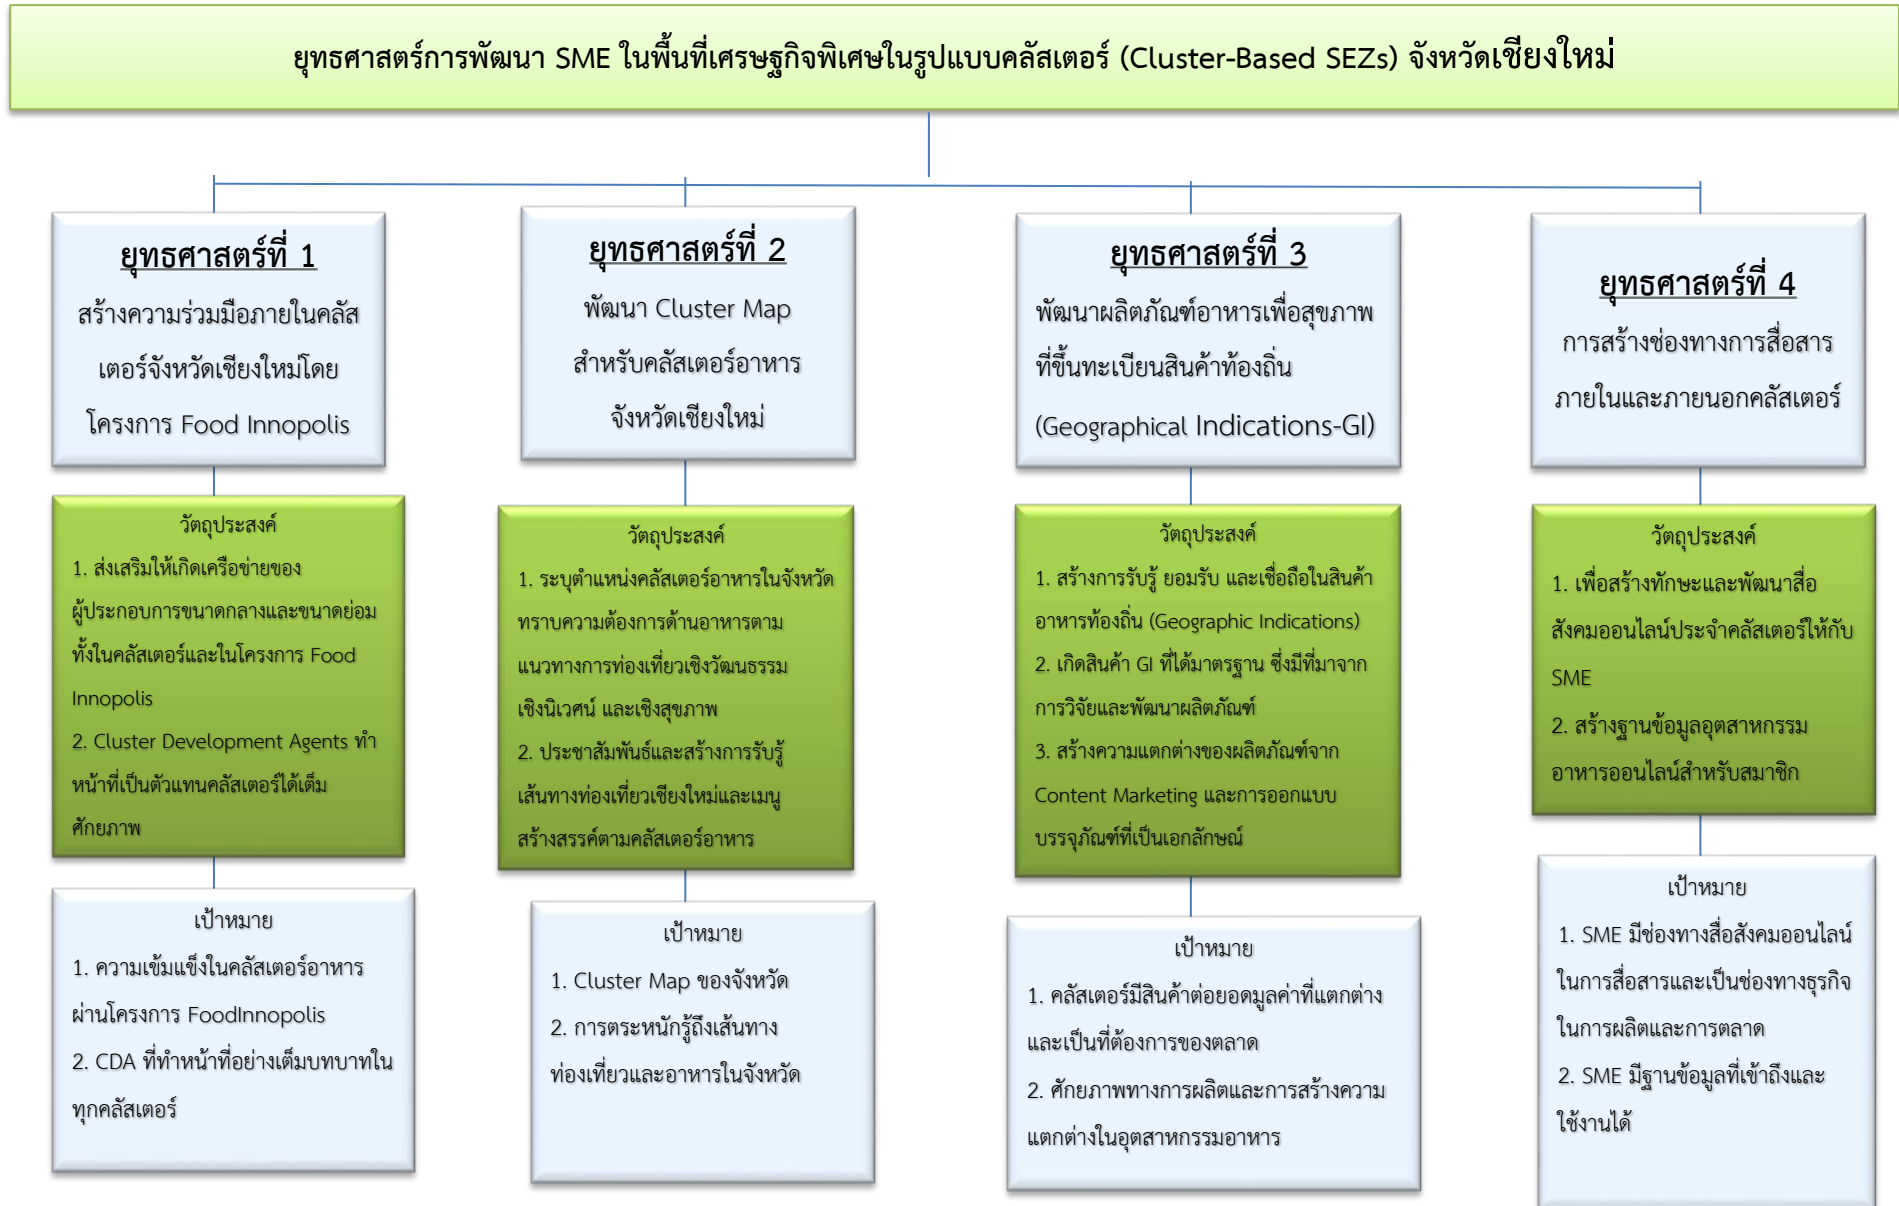 ยุทธศาสตร์การพัฒนา SME ในพื้นที่เศรษฐกิจพิเศษในรูปแบบคลัสเตอร์ (Cluster-Based SEZs) จังหวัดเชียงใหม่
ยุทธศาสตร์ที่ 1
สร้างความร่วมมือภายในคลัส
เตอร์จังหวัดเชียงใหม่โดย
โครงการ Food Innopolis
วัตถุประสงค์
1. ส่งเสริมให้เกิดเครือข่ายของ
ผู้ประกอบการขนาดกลางและขนาดย่อม
ทั้งในคลัสเตอร์และในโครงการ Food
Innopolis
2. Cluster Development Agents ทำ
หน้าที่เป็นตัวแทนคลัสเตอร์ได้เต็ม
ศักยภาพ
เป้าหมาย
1. ความเข้มแข็งในคลัสเตอร์อาหาร
ผ่านโครงการ FoodInnopolis
2. CDA ที่ทำหน้าที่อย่างเต็มบทบาทใน
ทุกคลัสเตอร์
ยุทธศาสตร์ที่ 2
พัฒนา Cluster Map
สำหรับคลัสเตอร์อาหาร
จังหวัดเชียงใหม่
วัตถุประสงค์
1. ระบุตำแหน่งคลัสเตอร์อาหารในจังหวัด
ทราบความต้องการด้านอาหารตาม
แนวทางการท่องเที่ยวเชิงวัฒนธรรม
เชิงนิเวศน์ และเชิงสุขภาพ
2. ประชาสัมพันธ์และสร้างการรับรู้
เส้นทางท่องเที่ยวเชียงใหม่และเมนู
สร้างสรรค์ตามคลัสเตอร์อาหาร
เป้าหมาย
1. Cluster Map ของจังหวัด
2. การตระหนักรู้ถึงเส้นทาง
ท่องเที่ยวและอาหารในจังหวัด
ยุทธศาสตร์ที่ 3
พัฒนาผลิตภัณฑ์อาหารเพื่อสุขภาพ
ที่ขึ้นทะเบียนสินค้าท้องถิ่น
(Geographical Indications-GI)
วัตถุประสงค์
1. สร้างการรับรู้ ยอมรับ และเชื่อถือในสินค้า
อาหารท้องถิ่น (Geographic Indications)
2. เกิดสินค้า GI ที่ได้มาตรฐาน ซึ่งมีที่มาจาก
การวิจัยและพัฒนาผลิตภัณฑ์
3. สร้างความแตกต่างของผลิตภัณฑ์จาก
Content Marketing และการออกแบบ
บรรจุภัณฑ์ที่เป็นเอกลักษณ์
เป้าหมาย
1. คลัสเตอร์มีสินค้าต่อยอดมูลค่าที่แตกต่าง
และเป็นที่ต้องการของตลาด
2. ศักยภาพทางการผลิตและการสร้างความ
แตกต่างในอุตสาหกรรมอาหาร
ยุทธศาสตร์ที่ 4
การสร้างช่องทางการสื่อสาร
ภายในและภายนอกคลัสเตอร์
วัตถุประสงค์
1. เพื่อสร้างทักษะและพัฒนาสื่อ
สังคมออนไลน์ประจำคลัสเตอร์ให้กับ
SME
2. สร้างฐานข้อมูลอุตสาหกรรม
อาหารออนไลน์สำหรับสมาชิก
เป้าหมาย
1. SME มีช่องทางสื่อสังคมออนไลน์
ในการสื่อสารและเป็นช่องทางธุรกิจ
ในการผลิตและการตลาด
2. SME มีฐานข้อมูลที่เข้าถึงและ
ใช้งานได้